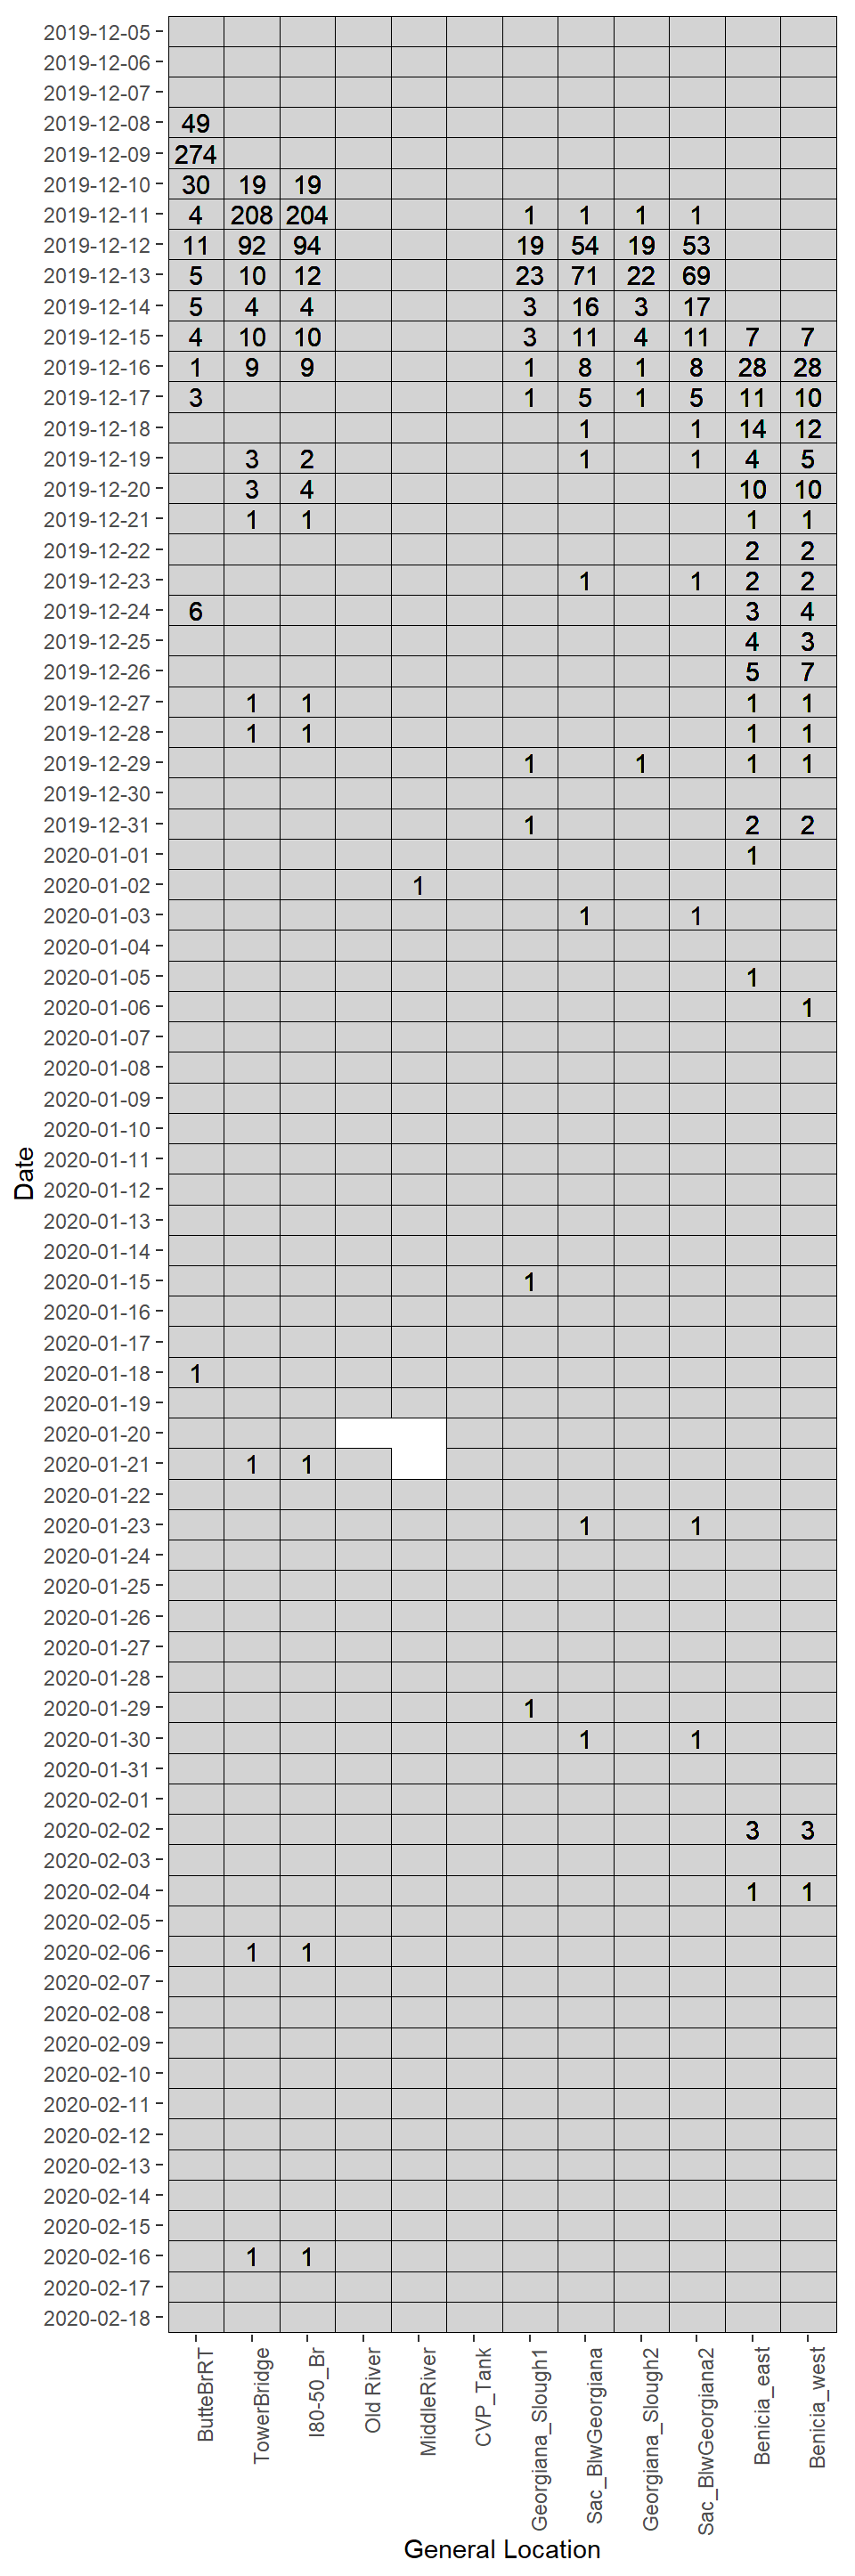 2019-12-05
2019-12-06
2019-12-07
2019-12-08 49
2019-12-09 274
2019-12-10 30 19 19
2019-12-11 4 208 204 1 1 1 1
2019-12-12 11 92 94 19 54 19 53
2019-12-13 5 10 12 23 71 22 69
2019-12-14 5 4 4 3 16 3 17
2019-12-15 4 10 10 3 11 4 11 7 7
2019-12-16 1 9 9 1 8 1 8 28 28
2019-12-17 3 1 5 1 5 11 10
2019-12-18 1 1 14 12
2019-12-19 3 2 1 1 4 5
2019-12-20 3 4 10 10
2019-12-21 1 1 1 1
2019-12-22 2 2
2019-12-23 1 1 2 2
2019-12-24 6 3 4
2019-12-25 4 3
2019-12-26 5 7
2019-12-27 1 1 1 1
2019-12-28 1 1 1 1
2019-12-29 1 1 1 1
2019-12-30
2019-12-31 1 2 2
2020-01-01 1
2020-01-02 1
2020-01-03 1 1
2020-01-04
2020-01-05 1
2020-01-06 1
2020-01-07
2020-01-08
2020-01-09
2020-01-10
2020-01-11
2020-01-12
2020-01-13
2020-01-14
2020-01-15 1
2020-01-16
2020-01-17
2020-01-18 1
2020-01-19
2020-01-20
2020-01-21 1 1
2020-01-22
2020-01-23 1 1
2020-01-24
2020-01-25
2020-01-26
2020-01-27
2020-01-28
2020-01-29 1
2020-01-30 1 1
2020-01-31
2020-02-01
2020-02-02 3 3
2020-02-03
2020-02-04 1 1
2020-02-05
2020-02-06 1 1
2020-02-07
2020-02-08
2020-02-09
2020-02-10
2020-02-11
2020-02-12
2020-02-13
2020-02-14
2020-02-15
2020-02-16 1 1
2020-02-17
2020-02-18
Date
ButteBrRT
TowerBridge
I80-50_Br
Old River
MiddleRiver
CVP_Tank
Georgiana_Slough1
Sac_BlwGeorgiana
Georgiana_Slough2
Sac_BlwGeorgiana2
Benicia_east
Benicia_west
General Location